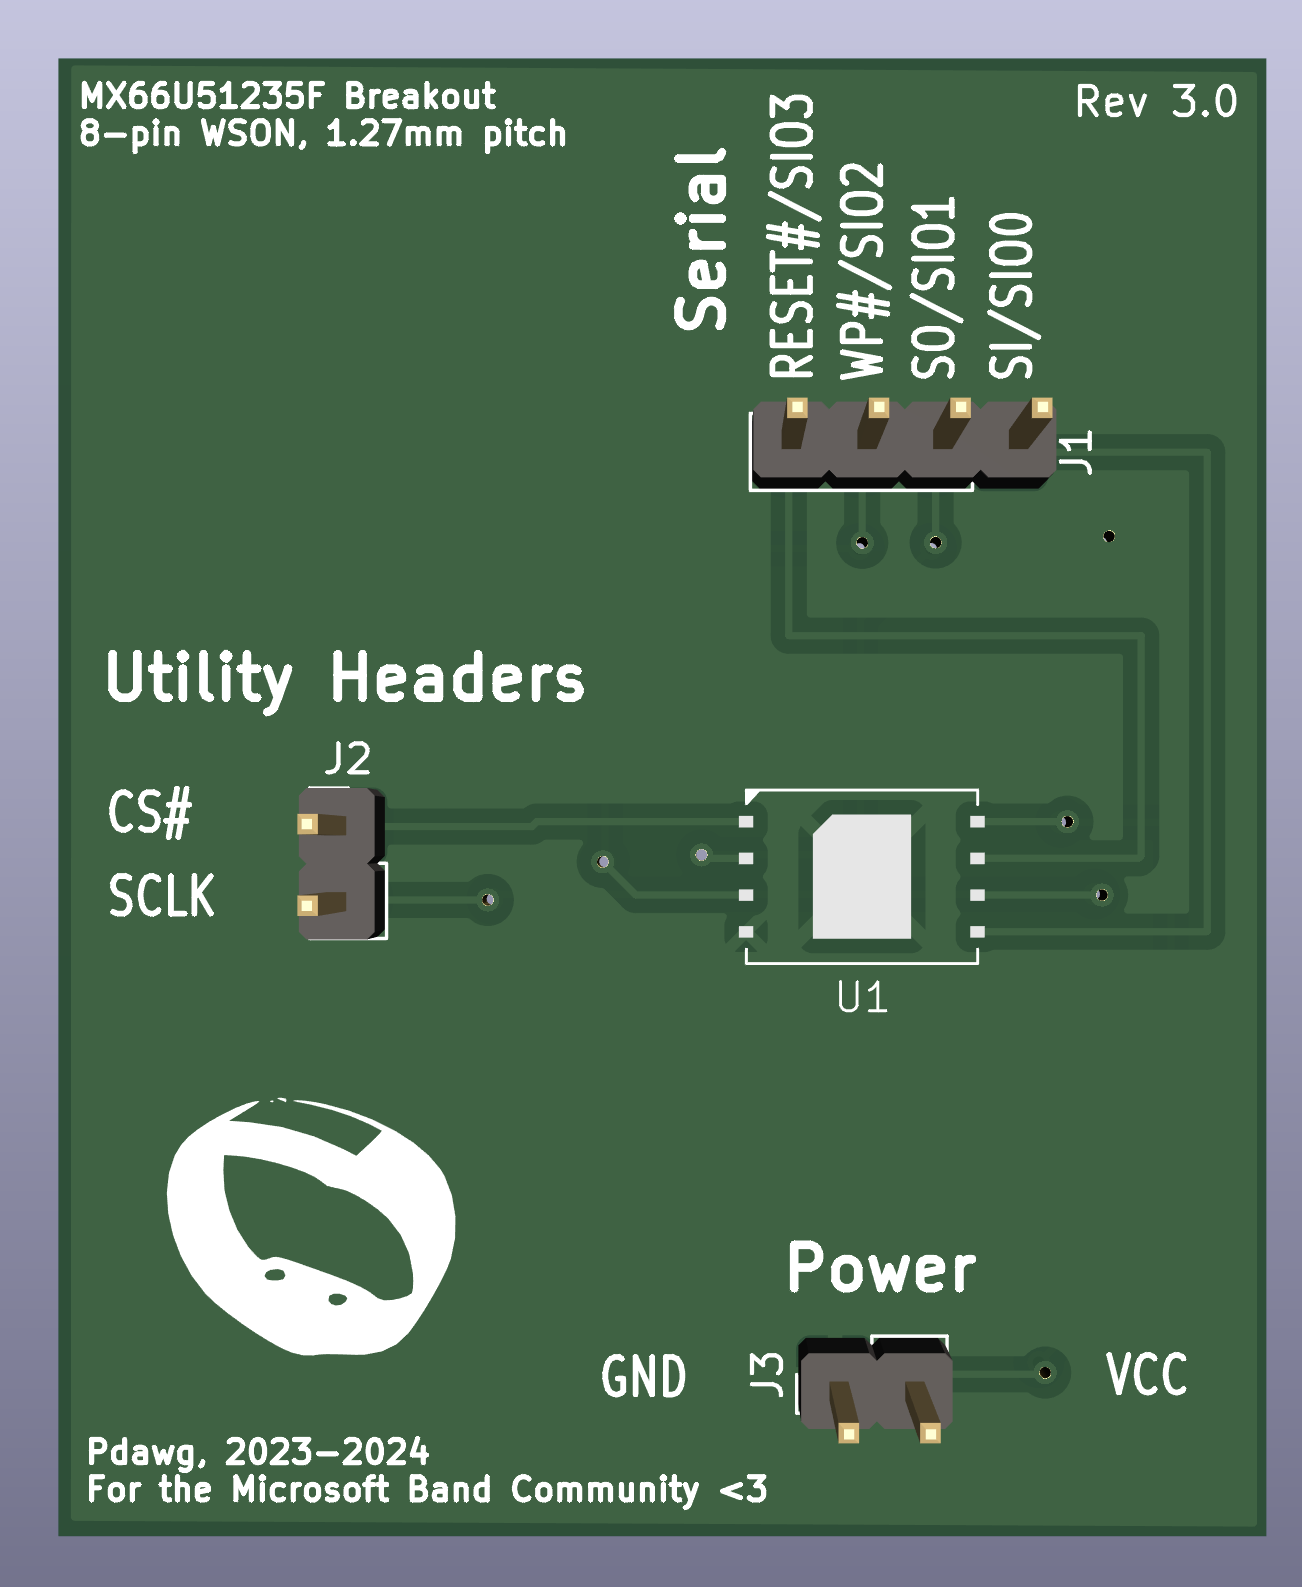 MX66U51235F Breakout
8-pin WSON, 1.27mm pitch
Rev 3.0
Serial
RESET#/SIO3
WP#/SIO2
SO/SIO1
SI/SIO0
J1
Utility Headers
J2
CS#
SCLK
U1
Power
GND
J3
VCC
Pdawg, 2023-2024
For the Microsoft Band Community <3